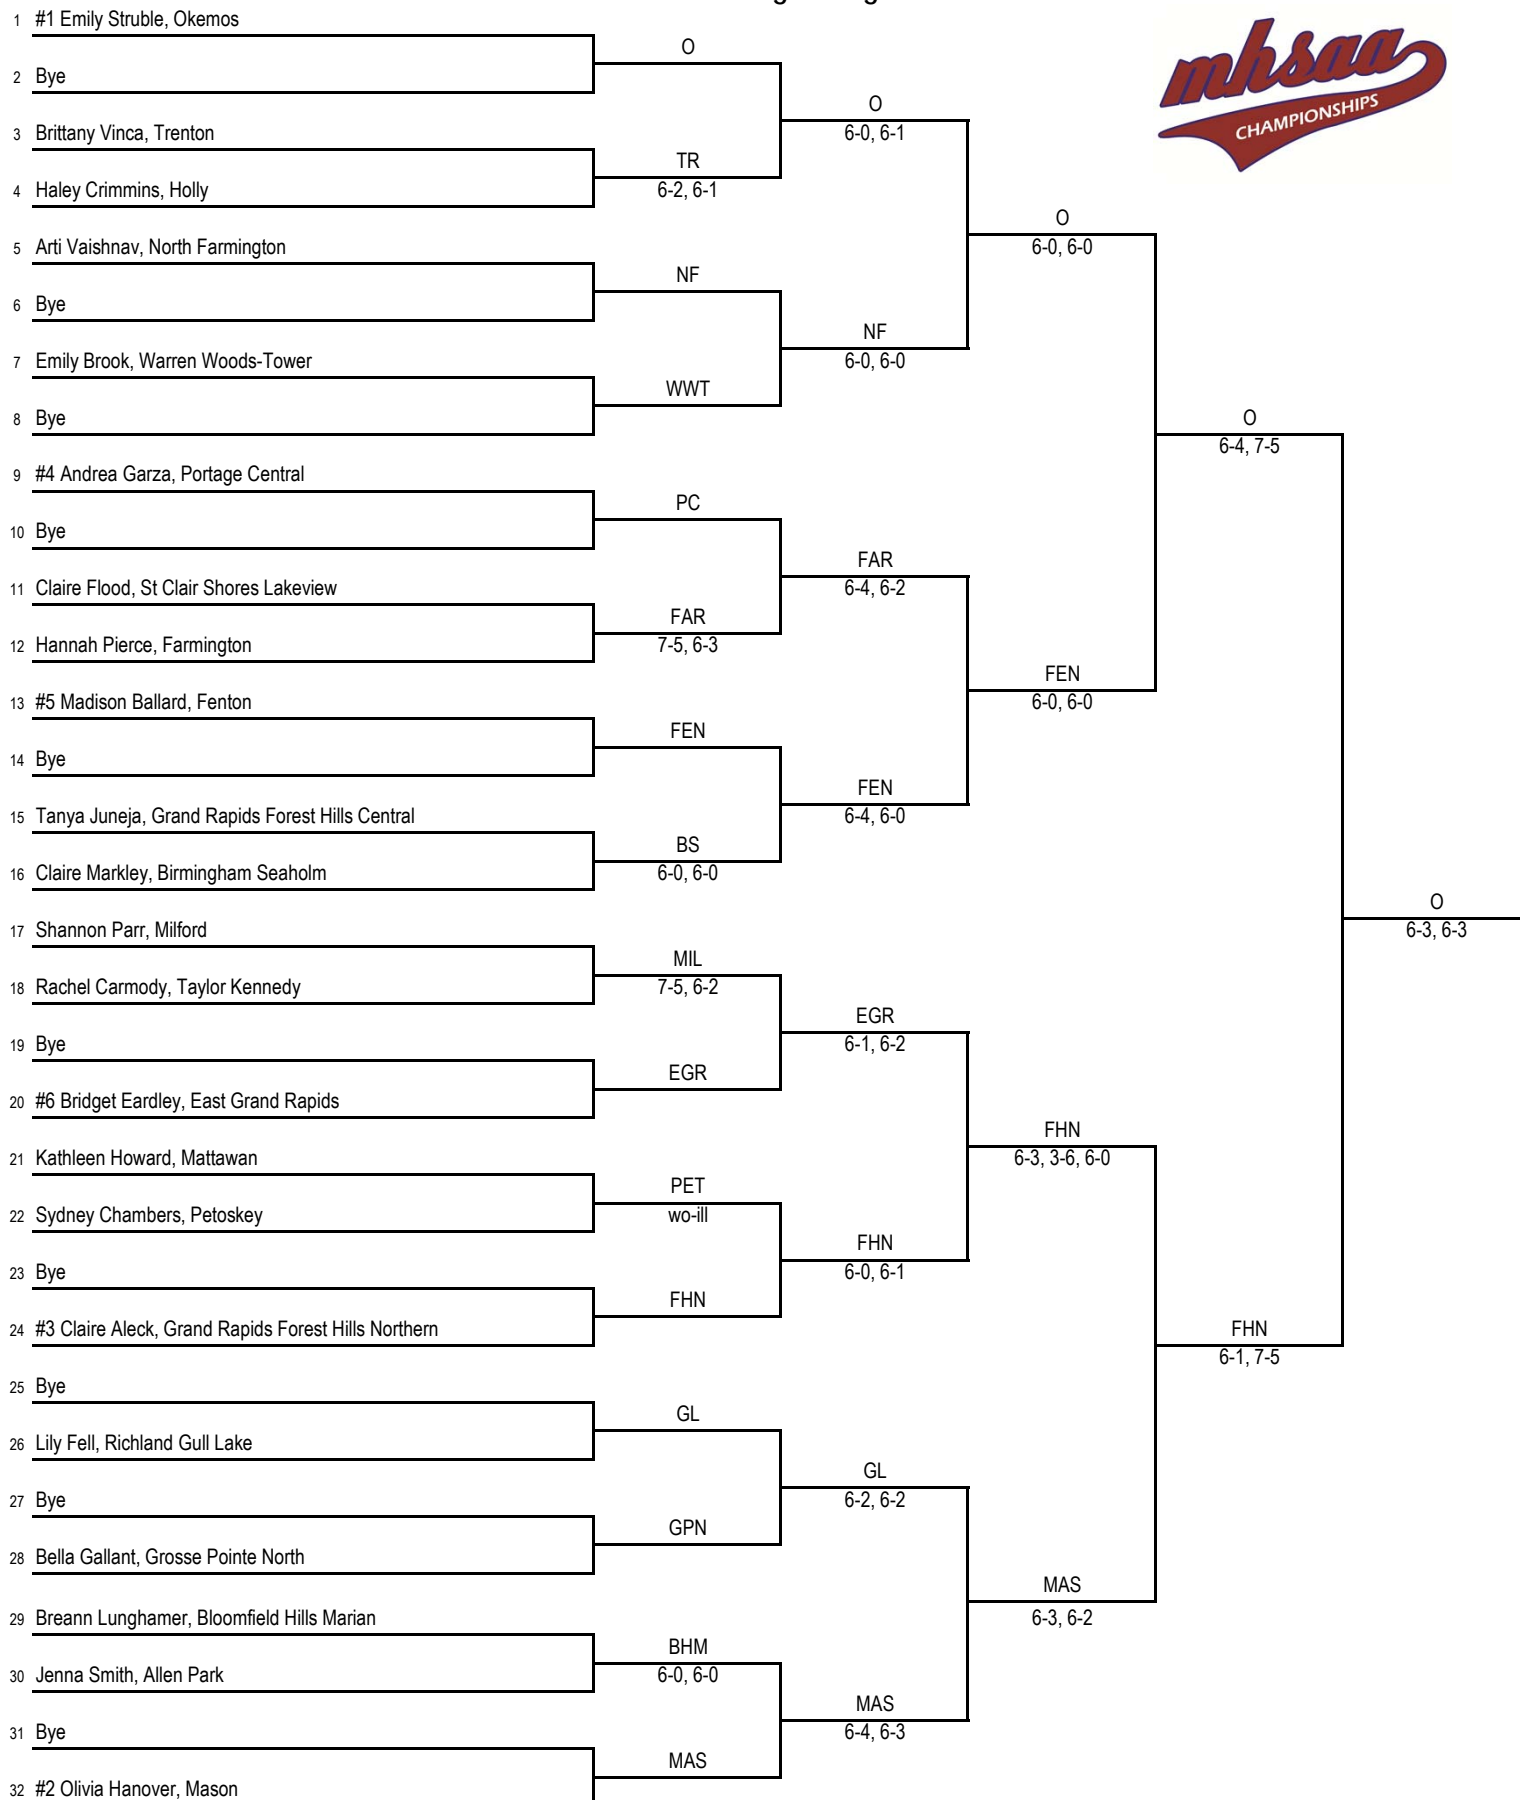 1 #1 Emily Struble, Okemos
2 Bye
3 Brittany Vinca, Trenton
4 Haley Crimmins, Holly
5 Arti Vaishnav, North Farmington
6 Bye
7 Emily Brook, Warren Woods-Tower
8 Bye
9 #4 Andrea Garza, Portage Central
10 Bye
11 Claire Flood, St Clair Shores Lakeview
12 Hannah Pierce, Farmington
13 #5 Madison Ballard, Fenton
14 Bye
15 Tanya Juneja, Grand Rapids Forest Hills Central
16 Claire Markley, Birmingham Seaholm
17 Shannon Parr, Milford
18 Rachel Carmody, Taylor Kennedy
19 Bye
20 #6 Bridget Eardley, East Grand Rapids
21 Kathleen Howard, Mattawan
22 Sydney Chambers, Petoskey
23 Bye
24 #3 Claire Aleck, Grand Rapids Forest Hills Northern
25 Bye
26 Lily Fell, Richland Gull Lake
27 Bye
28 Bella Gallant, Grosse Pointe North
29 Breann Lunghamer, Bloomfield Hills Marian
30 Jenna Smith, Allen Park
31 Bye
32 #2 Olivia Hanover, Mason
O
TR
6-2, 6-1
NF
WWT
PC
FAR
7-5, 6-3
FEN
BS
6-0, 6-0
MIL
7-5, 6-2
EGR
PET
wo-ill
FHN
GL
GPN
BHM
6-0, 6-0
MAS
O
6-0, 6-1
NF
6-0, 6-0
FAR
6-4, 6-2
FEN
6-4, 6-0
EGR
6-1, 6-2
FHN
6-0, 6-1
GL
6-2, 6-2
MAS
6-4, 6-3
O
6-0, 6-0
FEN
6-0, 6-0
FHN
6-3, 3-6, 6-0
MAS
6-3, 6-2
O
6-4, 7-5
FHN
6-1, 7-5
O
6-3, 6-3
mhsaa
CHAMPIONSHIPS